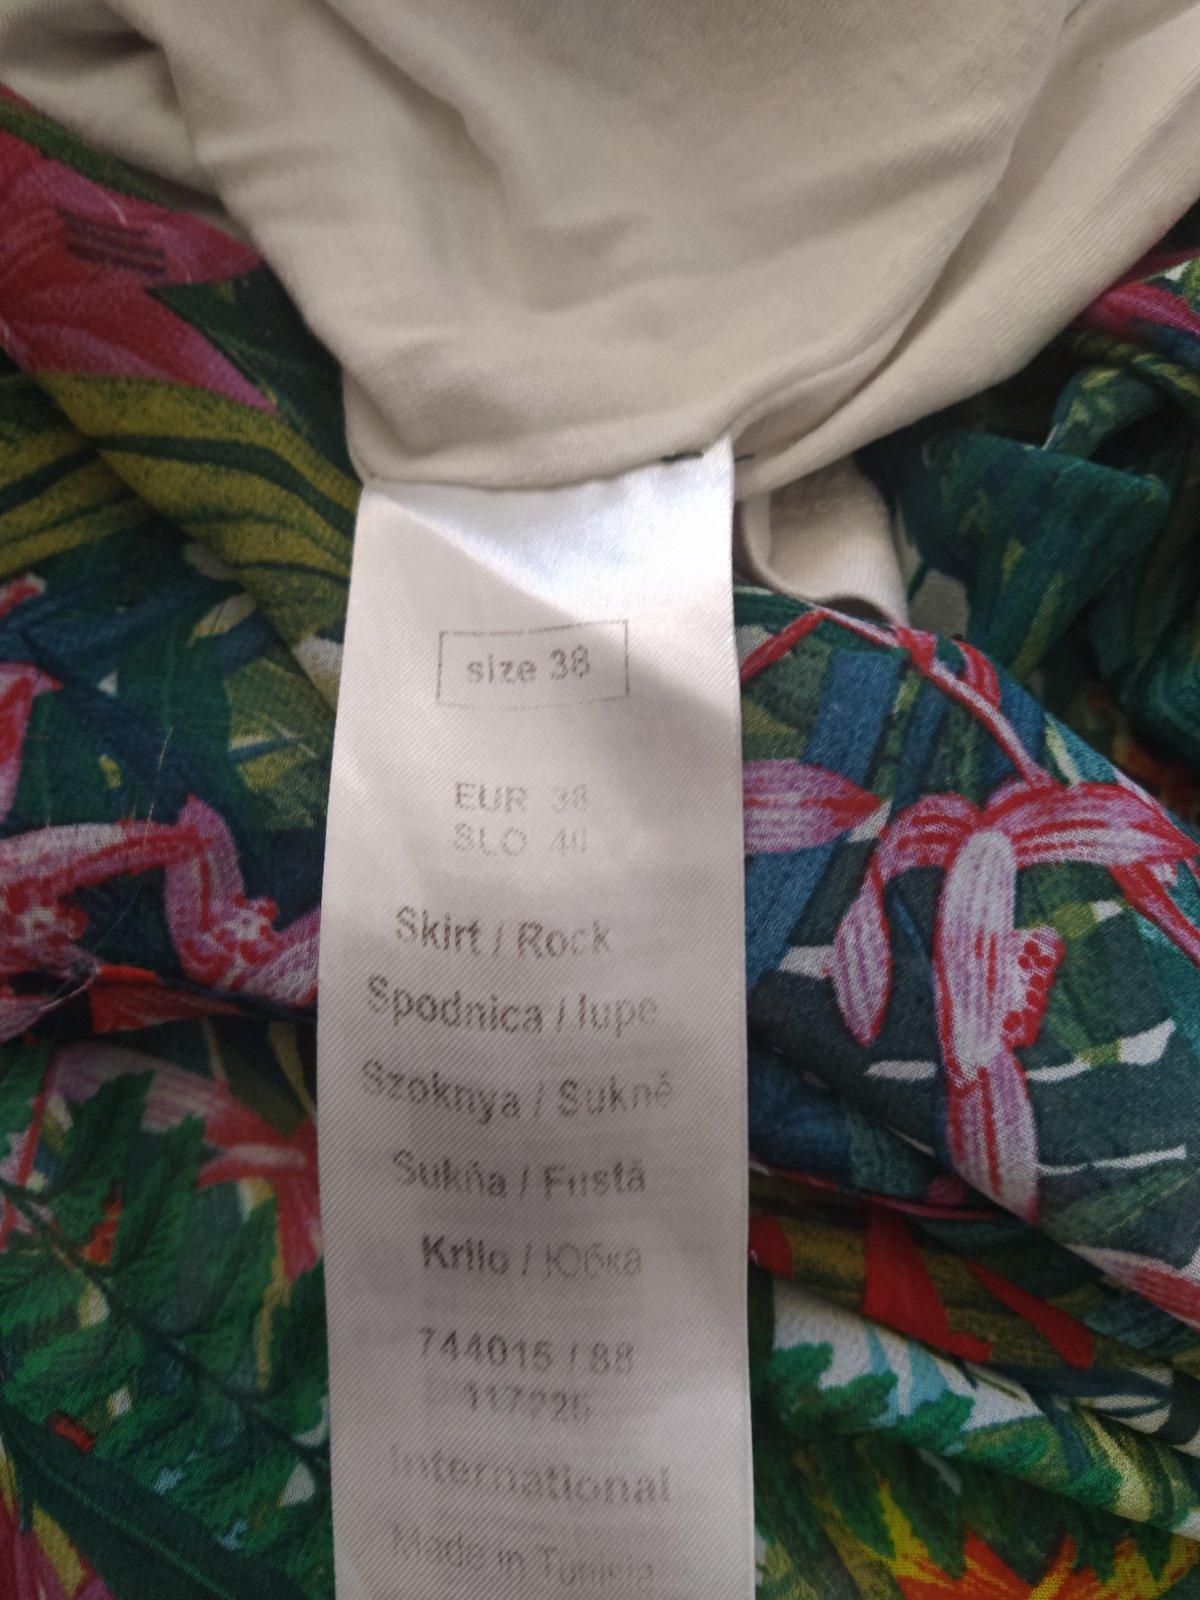 size 38
EUR 38
SLO 40
Skirt / Rock
Spodnica / Jupe
Szoknya / Sukně
Sukňa / Fustă
Krilo / Юбка
744015 / 88
117225
International
Made in Tunisia